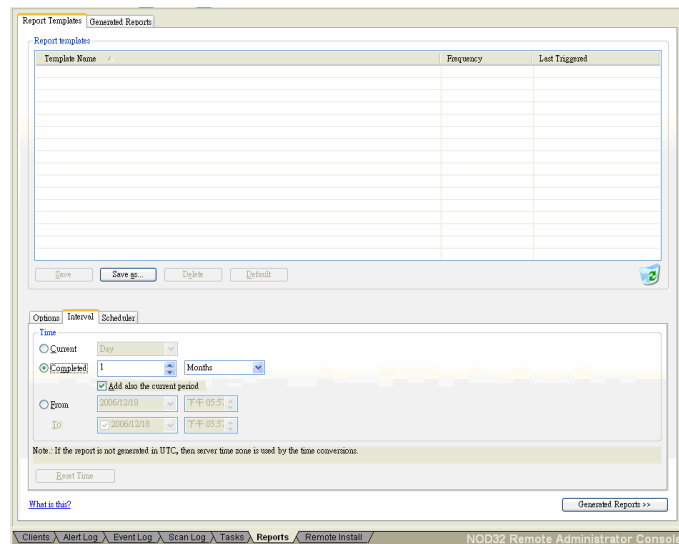 Report Templates Generated Reports
Report templates
Template Name Frequency Last Triggered
Save Save as... Delete Default
Options Interval Scheduler
Time
Current Day
Completed 1 Months
Add also the current period
From 2006/12/18 下午 05:57
To 2006/12/18 下午 05:57
Note.: If the report is not generated in UTC, then server time zone is used by the time conversions.
Reset Time
What is this? Generated Reports >>
Clients Alert Log Event Log Scan Log Tasks Reports Remote Install
NOD32 Remote Administrator Console